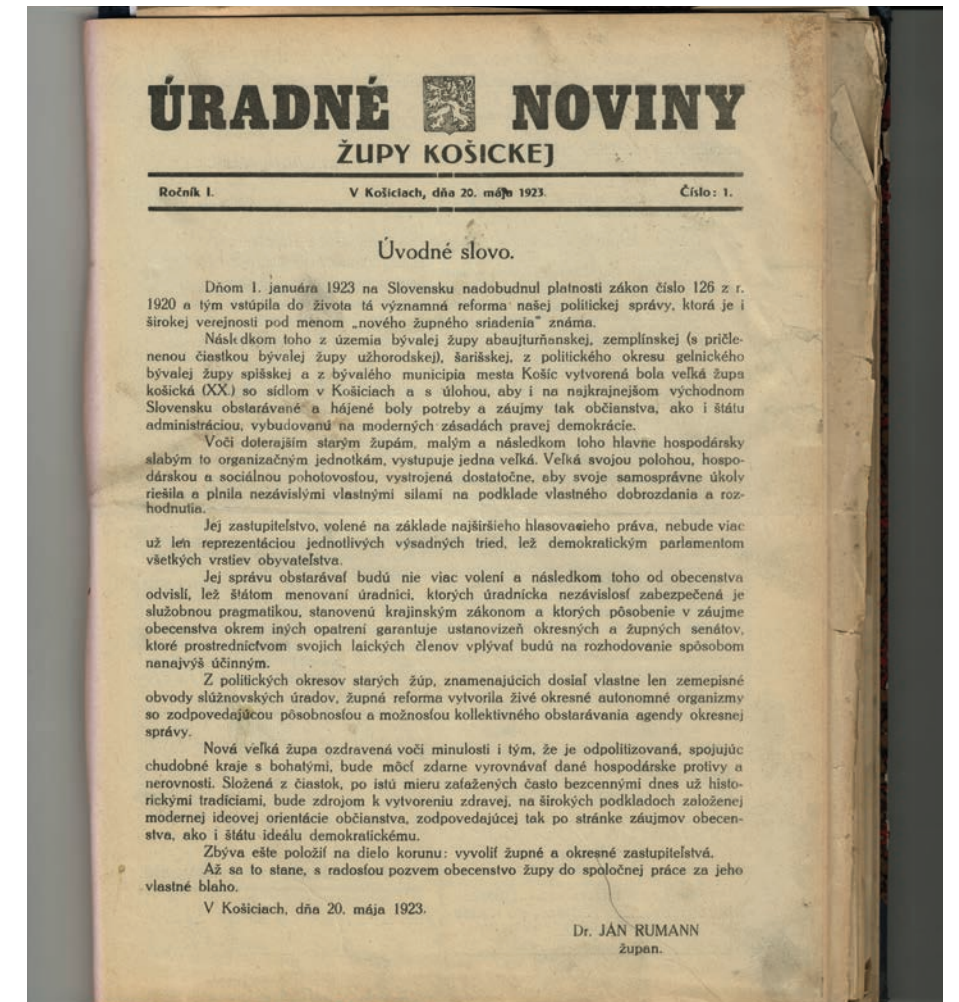 ÚRADNÉ NOVINY
ŽUPY KOŠICKEJ
Ročník I. V Košiciach, dňa 20. mája 1923. Číslo: 1.
Úvodné slovo.
Dňom 1. januára 1923 na Slovensku nadobudnul platnosti zákon číslo 126 z r.
1920 a tým vstúpila do života tá významná reforma našej politickej správy, ktorá je i
širokej verejnosti pod menom „nového župného sriadenia" známa.
Následkom toho z územia bývalej župy abaujturňanskej, zemplínskej (s pričle-
nenou čiastkou bývalej župy užhorodskej), šarišskej, z politického okresu gelnického
bývalej župy spišskej a z bývalého municipia mesta Košíc vytvorená bola veľká župa
košická (XX.) so sídlom v Košiciach a s úlohou, aby i na najkrajnejšom východnom
Slovensku obstarávané a hájené boly potreby a záujmy tak občianstva, ako i štátu
administráciou, vybudovanú na moderných zásadách pravej demokrácie.
Voči doterajším starým župám, malým a následkom toho hlavne hospodársky
slabým to organizačným jednotkám, vystupuje jedna veľká. Veľká svojou polohou, hospo-
dárskou a sociálnou pohotovosťou, vystrojená dostatočne, aby svoje samosprávne úkoly
riešila a plnila nezávislými vlastnými silami na podklade vlastného dobrozdania a roz-
hodnutia.
Jej zastupiteľstvo, volené na základe najširšieho hlasovacieho práva, nebude viac
už len reprezentáciou jednotlivých výsadných tried, lež demokratickým parlamentom
všetkých vrstiev obyvateľstva.
Jej správu obstarávať budú nie viac volení a následkom toho od obecenstva
odvislí, lež štátom menovaní úradníci, ktorých úradnícka nezávislosť zabezpečená je
služobnou pragmatikou, stanovenú krajinským zákonom a ktorých pôsobenie v záujme
obecenstva okrem iných opatrení garantuje ustanovizeň okresných a župných senátov,
ktoré prostredníctvom svojich laických členov vplývať budú na rozhodovanie spôsobom
nanajvýš účinným.
Z politických okresov starých žúp, znamenajúcich dosiaľ vlastne len zemepisné
obvody slúžnovských úradov, župná reforma vytvorila živé okresné autonomné organizmy
so zodpovedajúcou pôsobnosťou a možnosťou kollektivného obstarávania agendy okresnej
správy.
Nová veľká župa ozdravená voči minulosti i tým, že je odpolitizovaná, spojujúc
chudobné kraje s bohatými, bude môcť zdarne vyrovnávať dané hospodárske protivy a
nerovnosti. Složená z čiastok, po istú mieru zaťažených často bezcennými dnes už histo-
rickými tradíciami, bude zdrojom k vytvoreniu zdravej, na širokých podkladoch založenej
modernej ideovej orientácie občianstva, zodpovedajúcej tak po stránke záujmov obecen-
stva, ako i štátu ideálu demokratickému.
Zbýva ešte položiť na dielo korunu: vyvoliť župné a okresné zastupiteľstvá.
Až sa to stane, s radosťou pozvem obecenstvo župy do spoločnej práce za jeho
vlastné blaho.
V Košiciach, dňa 20. mája 1923.
Dr. JÁN RUMANN
župan.